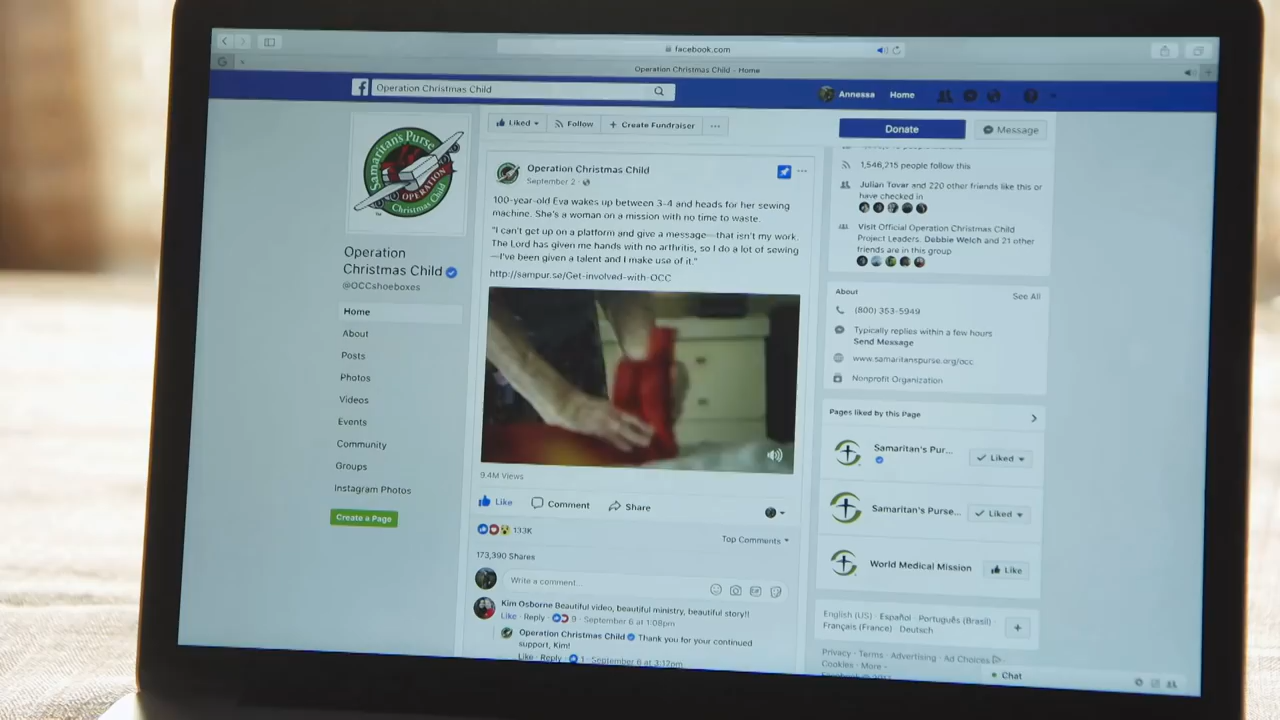 facebook.com
Operation Christmas Child - Home
Operation Christmas Child
Annessa
Home
Samaritan's Purse
OPERATION
Christmas Child
TM
Operation
Christmas Child
@OCCshoeboxes
Home
About
Posts
Photos
Videos
Events
Community
Groups
Instagram Photos
Create a Page
Liked
Follow
+ Create Fundraiser
...
Operation Christmas Child
September 2
100-year-old Eva wakes up between 3-4 and heads for her sewing
machine. She's a woman on a mission with no time to waste.
"I can't get up on a platform and give a message—that isn't my work.
The Lord has given me hands with no arthritis, so I do a lot of sewing
—I've been given a talent and I make use of it."
http://sampur.se/Get-involved-with-OCC
9.4M Views
Like
Comment
Share
133K
Top Comments
173,390 Shares
Write a comment...
Kim Osborne Beautiful video, beautiful ministry, beautiful story!!
Like · Reply · 9 · September 6 at 1:08pm
Operation Christmas Child Thank you for your continued
support, Kim!
Like · Reply · 1 · September 6 at 3:12pm
Donate
Message
1,546,215 people follow this
Julian Tovar and 220 other friends like this or
have checked in
Visit Official Operation Christmas Child
Project Leaders. Debbie Welch and 21 other
friends are in this group
About
See All
(800) 353-5949
Typically replies within a few hours
Send Message
www.samaritanspurse.org/occ
Nonprofit Organization
Pages liked by this Page
Samaritan's Pur...
Liked
Samaritan's Purse...
Liked
World Medical Mission
Like
English (US) · Español · Português (Brasil) ·
Français (France) · Deutsch
+
Privacy · Terms · Advertising · Ad Choices
Cookies · More
Chat